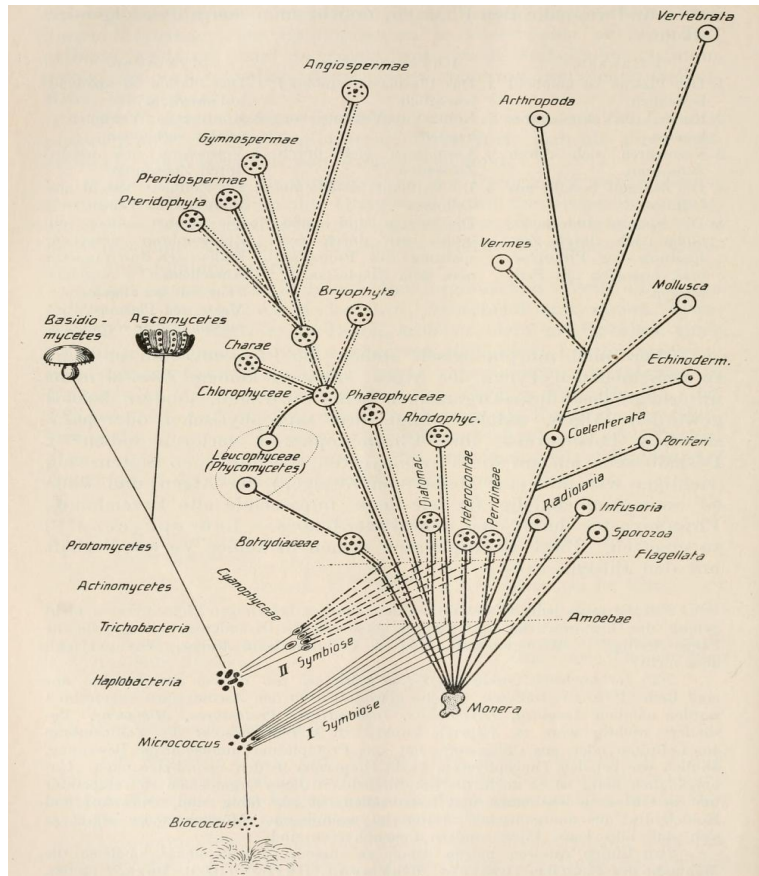 Vertebrata
Angiospermae
Arthropoda
Gymnospermae
Pteridospermae
Pteridophyta
Vermes
Mollusca
Bryophyta
Basidio-
mycetes
Ascomycetes
Charae
Echinoderm.
Chlorophyceae
Phaeophyceae
Rhodophyc.
Coelenterata
Poriferi
Leucophyceae
(Phycomycetes)
Diatomac.
Heterocontae
Peridineae
Radiolaria
Infusoria
Sporozoa
Botrydiaceae
Flagellata
Protomycetes
Actinomycetes
Cyanophyceae
Trichobacteria
Amoebae
II Symbiose
Haplobacteria
Monera
I Symbiose
Micrococcus
Biococcus